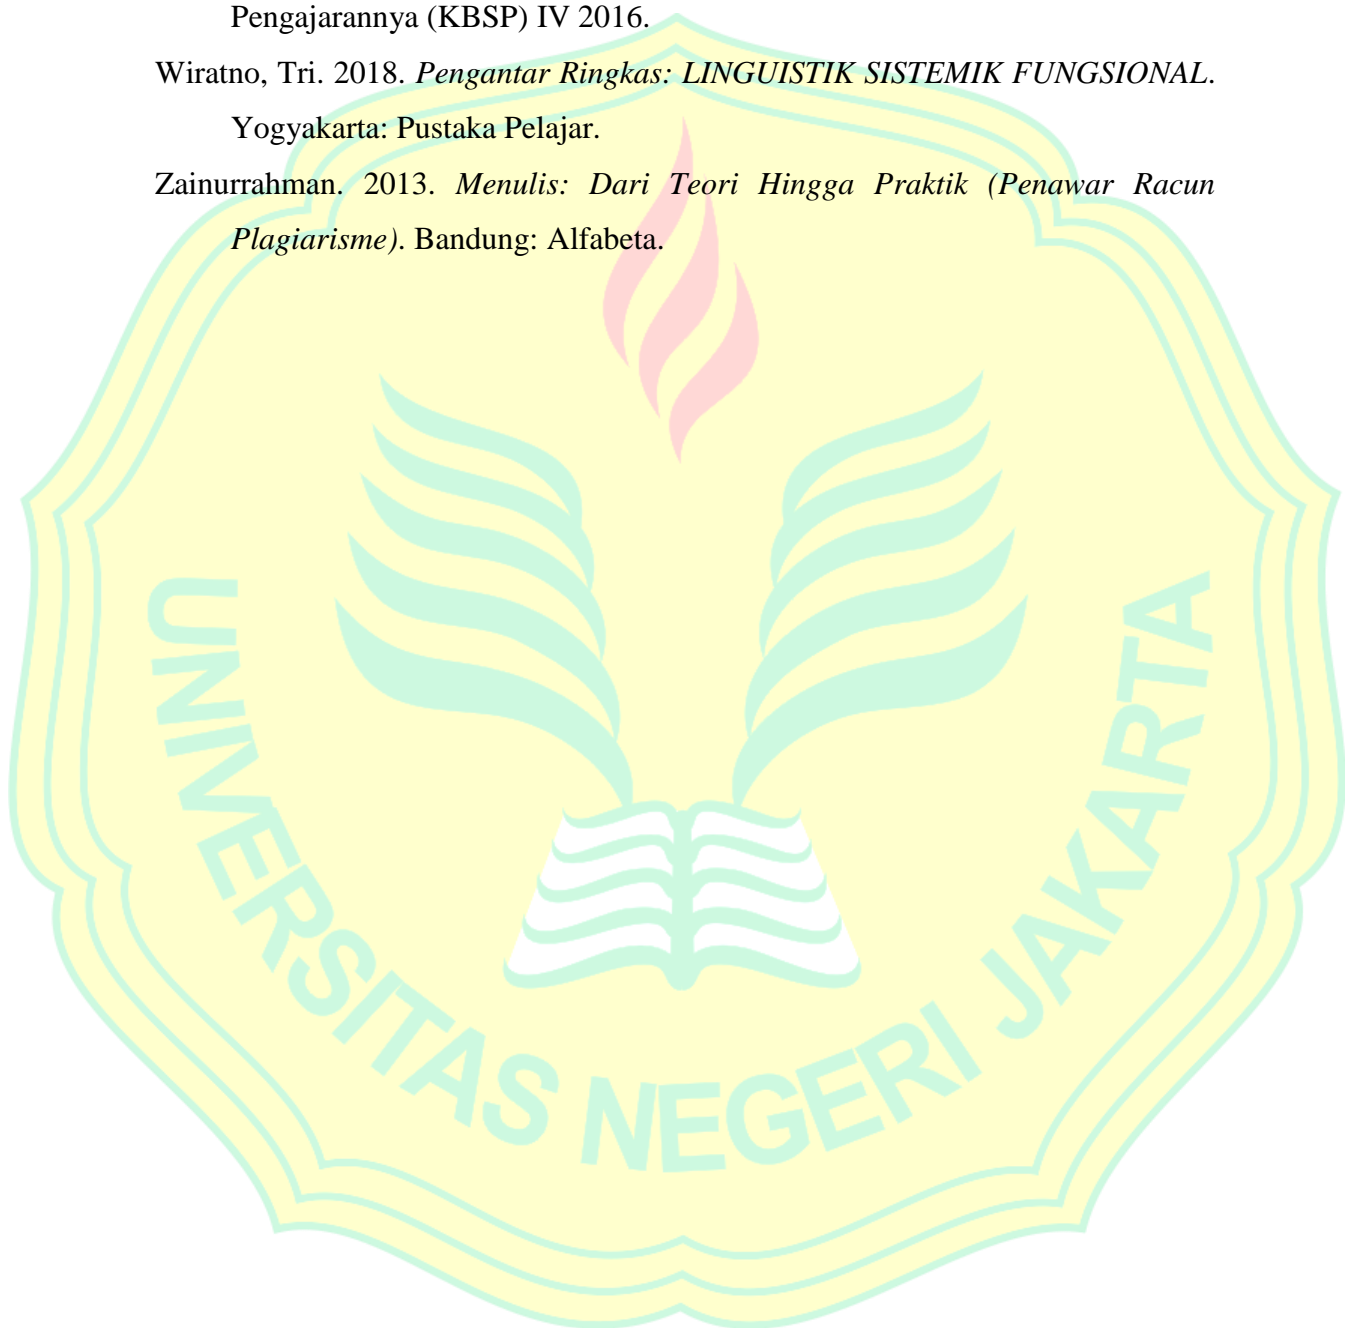 Pengajarannya (KBSP) IV 2016.
Wiratno, Tri. 2018. Pengantar Ringkas: LINGUISTIK SISTEMIK FUNGSIONAL.
Yogyakarta: Pustaka Pelajar.
Zainurrahman. 2013. Menulis: Dari Teori Hingga Praktik (Penawar Racun
Plagiarisme). Bandung: Alfabeta.
UNIVERSITAS NEGERI JAKARTA